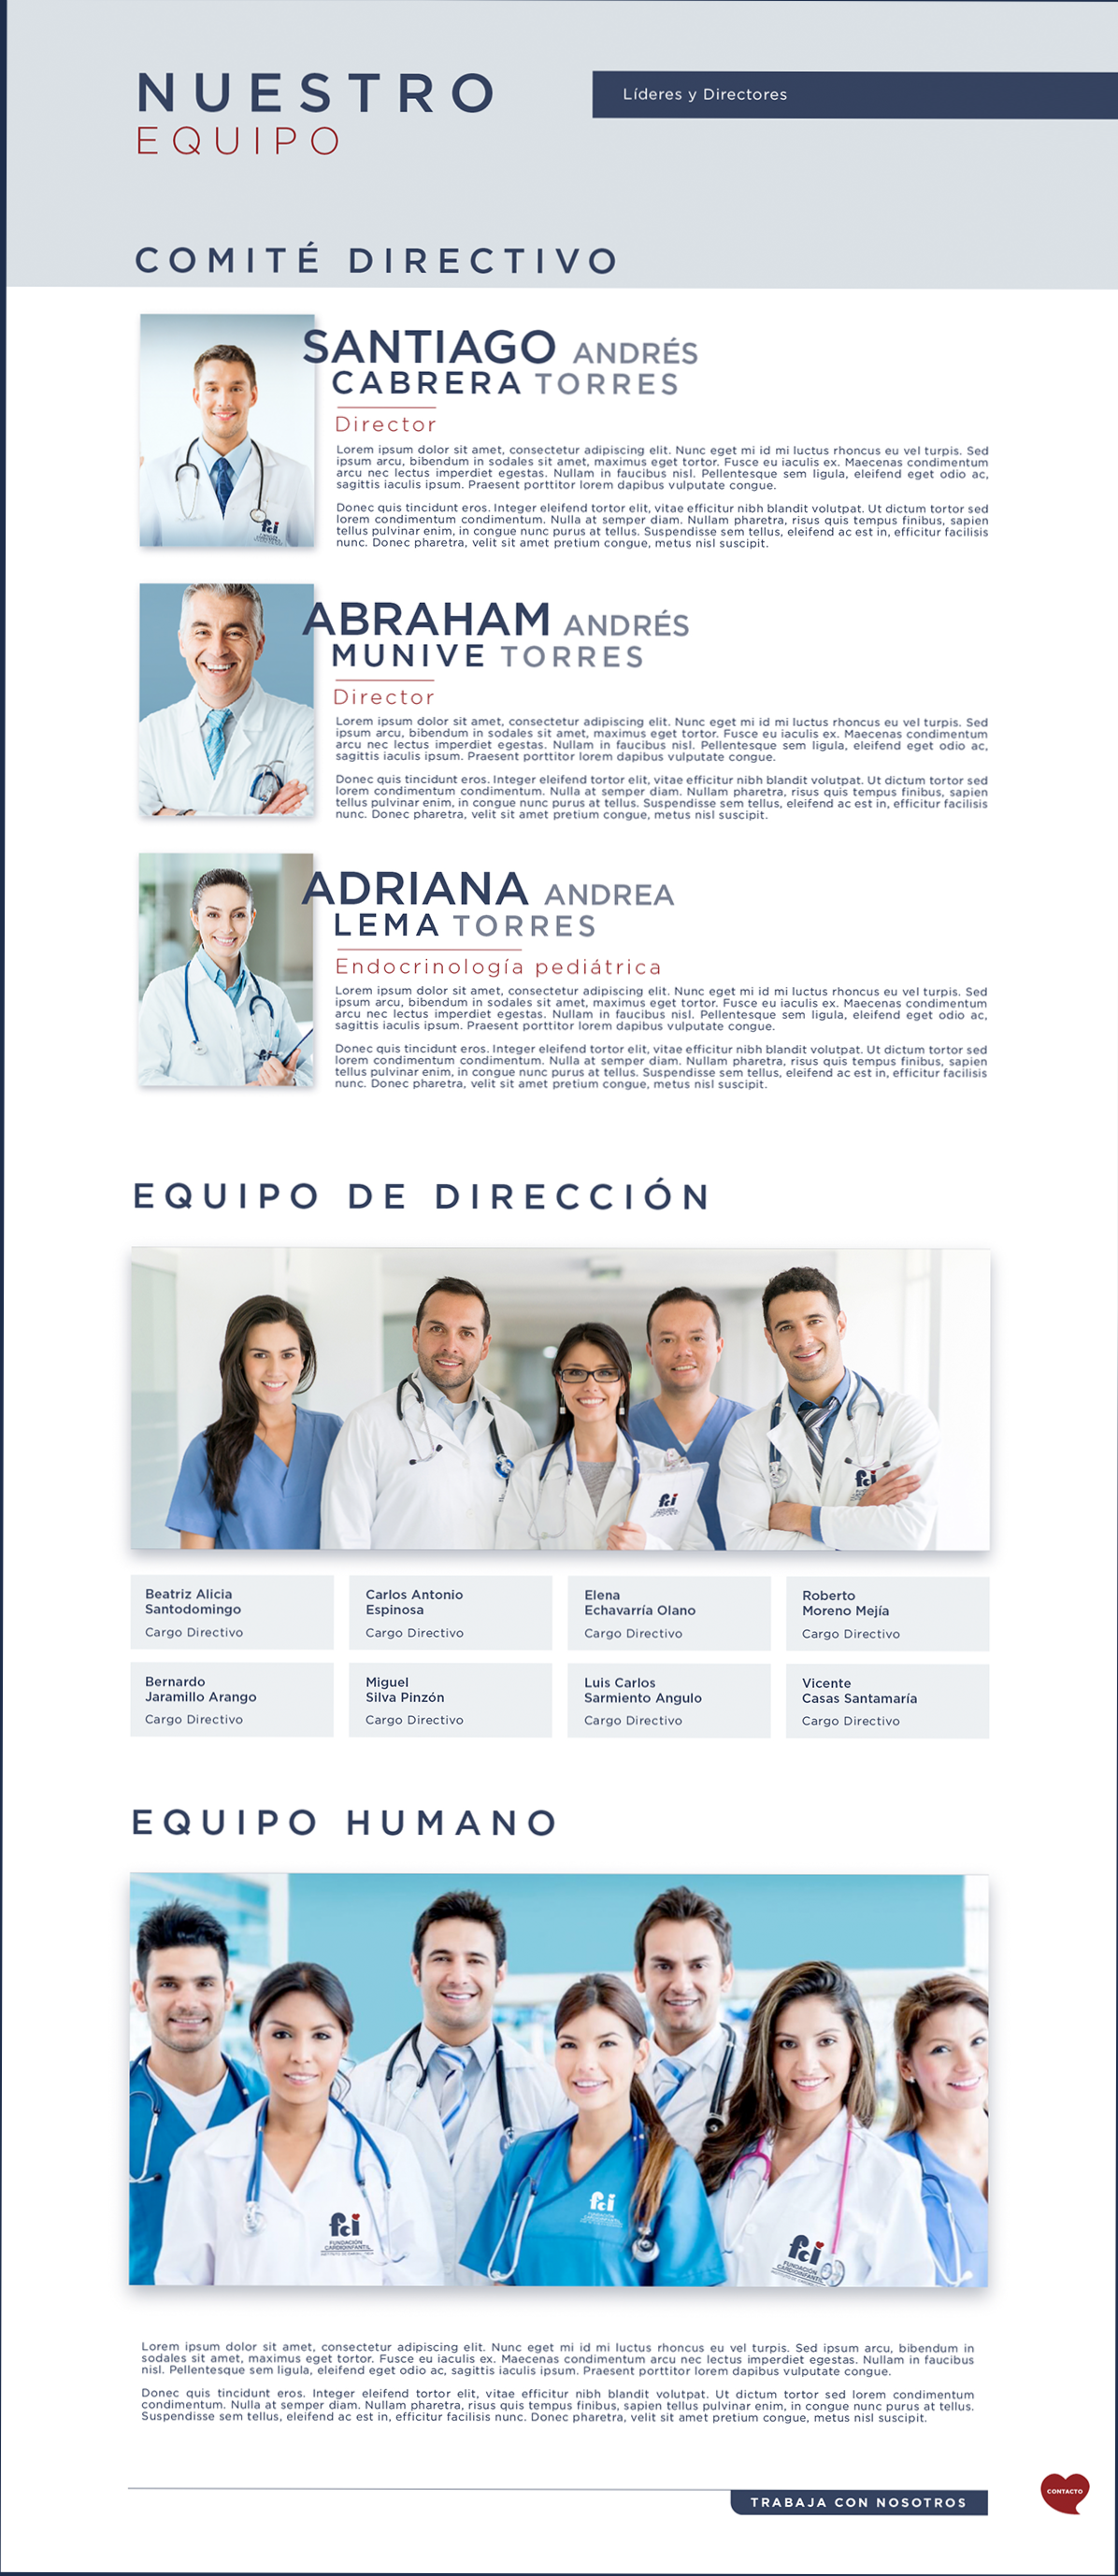 NUESTRO
EQUIPO
Líderes y Directores
COMITÉ DIRECTIVO
SANTIAGO ANDRÉS
CABRERA TORRES
Director
Lorem ipsum dolor sit amet, consectetur adipiscing elit. Nunc eget mi id mi luctus rhoncus eu vel turpis. Sed
ipsum arcu, bibendum in sodales sit amet, maximus eget tortor. Fusce eu iaculis ex. Maecenas condimentum
arcu nec lectus imperdiet egestas. Nullam in faucibus nisl. Pellentesque sem ligula, eleifend eget odio ac,
sagittis iaculis ipsum. Praesent porttitor lorem dapibus vulputate congue.
Donec quis tincidunt eros. Integer eleifend tortor elit, vitae efficitur nibh blandit volutpat. Ut dictum tortor sed
lorem condimentum condimentum. Nulla at semper diam. Nullam pharetra, risus quis tempus finibus, sapien
tellus pulvinar enim, in congue nunc purus at tellus. Suspendisse sem tellus, eleifend ac est in, efficitur facilisis
nunc. Donec pharetra, velit sit amet pretium congue, metus nisl suscipit.
fci
ABRAHAM ANDRÉS
MUNIVE TORRES
Director
Lorem ipsum dolor sit amet, consectetur adipiscing elit. Nunc eget mi id mi luctus rhoncus eu vel turpis. Sed
ipsum arcu, bibendum in sodales sit amet, maximus eget tortor. Fusce eu iaculis ex. Maecenas condimentum
arcu nec lectus imperdiet egestas. Nullam in faucibus nisl. Pellentesque sem ligula, eleifend eget odio ac,
sagittis iaculis ipsum. Praesent porttitor lorem dapibus vulputate congue.
Donec quis tincidunt eros. Integer eleifend tortor elit, vitae efficitur nibh blandit volutpat. Ut dictum tortor sed
lorem condimentum condimentum. Nulla at semper diam. Nullam pharetra, risus quis tempus finibus, sapien
tellus pulvinar enim, in congue nunc purus at tellus. Suspendisse sem tellus, eleifend ac est in, efficitur facilisis
nunc. Donec pharetra, velit sit amet pretium congue, metus nisl suscipit.
ADRIANA ANDREA
LEMA TORRES
Endocrinología pediátrica
Lorem ipsum dolor sit amet, consectetur adipiscing elit. Nunc eget mi id mi luctus rhoncus eu vel turpis. Sed
ipsum arcu, bibendum in sodales sit amet, maximus eget tortor. Fusce eu iaculis ex. Maecenas condimentum
arcu nec lectus imperdiet egestas. Nullam in faucibus nisl. Pellentesque sem ligula, eleifend eget odio ac,
sagittis iaculis ipsum. Praesent porttitor lorem dapibus vulputate congue.
Donec quis tincidunt eros. Integer eleifend tortor elit, vitae efficitur nibh blandit volutpat. Ut dictum tortor sed
lorem condimentum condimentum. Nulla at semper diam. Nullam pharetra, risus quis tempus finibus, sapien
tellus pulvinar enim, in congue nunc purus at tellus. Suspendisse sem tellus, eleifend ac est in, efficitur facilisis
nunc. Donec pharetra, velit sit amet pretium congue, metus nisl suscipit.
fci
EQUIPO DE DIRECCIÓN
fci
fci
Beatriz Alicia
Santodomingo
Cargo Directivo
Carlos Antonio
Espinosa
Cargo Directivo
Elena
Echavarría Olano
Cargo Directivo
Roberto
Moreno Mejía
Cargo Directivo
Bernardo
Jaramillo Arango
Cargo Directivo
Miguel
Silva Pinzón
Cargo Directivo
Luis Carlos
Sarmiento Angulo
Cargo Directivo
Vicente
Casas Santamaría
Cargo Directivo
EQUIPO HUMANO
fci
FUNDACIÓN
CARDIOINFANTIL
fci
FUNDACIÓN
CARDIOINFANTIL
fci
FUNDACIÓN
CARDIOINFANTIL
Lorem ipsum dolor sit amet, consectetur adipiscing elit. Nunc eget mi id mi luctus rhoncus eu vel turpis. Sed ipsum arcu, bibendum in
sodales sit amet, maximus eget tortor. Fusce eu iaculis ex. Maecenas condimentum arcu nec lectus imperdiet egestas. Nullam in faucibus
nisl. Pellentesque sem ligula, eleifend eget odio ac, sagittis iaculis ipsum. Praesent porttitor lorem dapibus vulputate congue.
Donec quis tincidunt eros. Integer eleifend tortor elit, vitae efficitur nibh blandit volutpat. Ut dictum tortor sed lorem condimentum
condimentum. Nulla at semper diam. Nullam pharetra, risus quis tempus finibus, sapien tellus pulvinar enim, in congue nunc purus at tellus.
Suspendisse sem tellus, eleifend ac est in, efficitur facilisis nunc. Donec pharetra, velit sit amet pretium congue, metus nisl suscipit.
TRABAJA CON NOSOTROS
CONTACTO